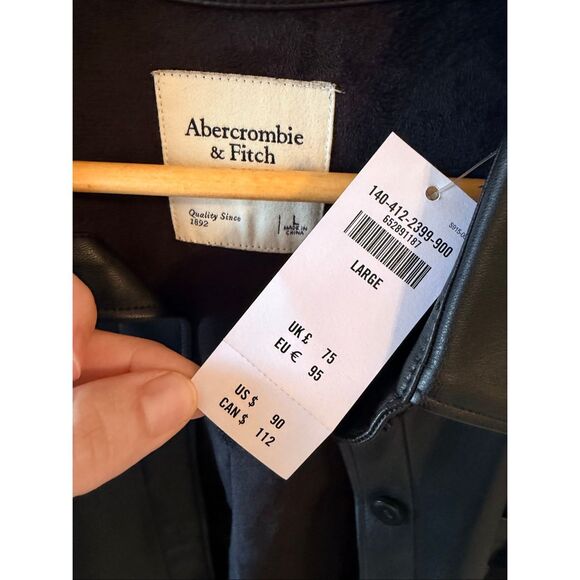 Abercrombie
& Fitch
Quality Since
1892
L
MADE IN
CHINA
140-412-2399-900
652891187
LARGE
UK £ 75
EU € 95
US $ 90
CAN $ 112